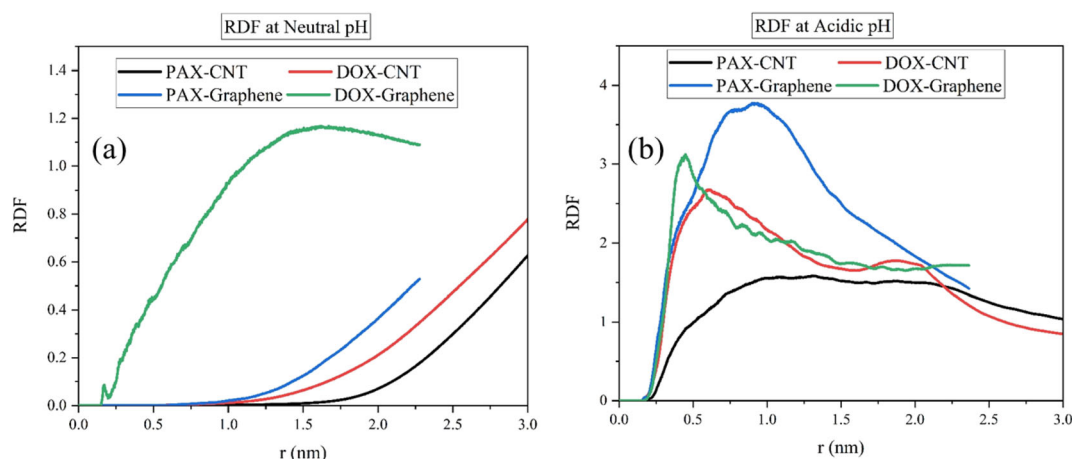 RDF at Neutral pH
PAX-CNT DOX-CNT
PAX-Graphene DOX-Graphene
(a)
RDF
1.4
1.2
1.0
0.8
0.6
0.4
0.2
0.0
0.0 0.5 1.0 1.5 2.0 2.5 3.0
r (nm)
RDF at Acidic pH
PAX-CNT DOX-CNT
PAX-Graphene DOX-Graphene
(b)
RDF
4
3
2
1
0
0.0 0.5 1.0 1.5 2.0 2.5 3.0
r (nm)